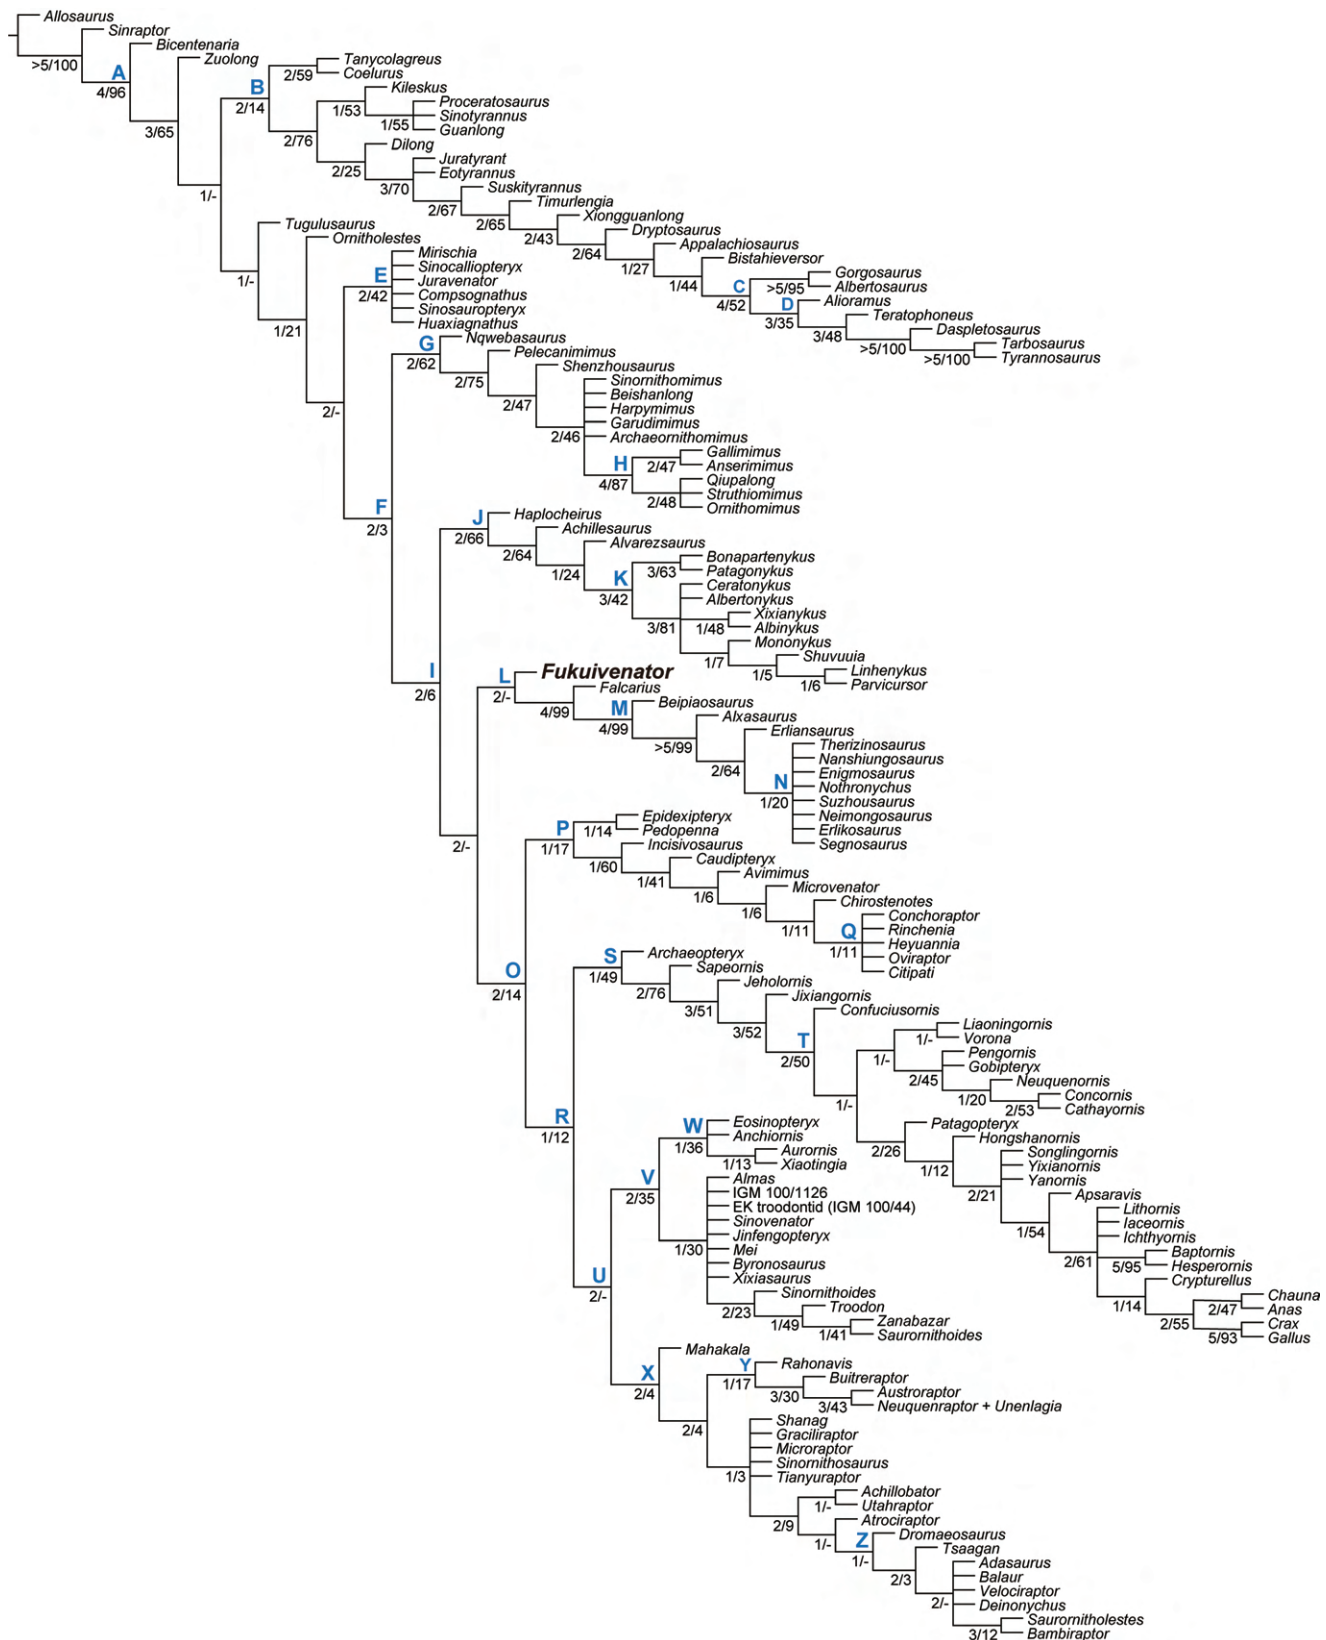 Allosaurus
Sinraptor
Bicentenaria
Zuolong
>5/100
A
4/96
3/65
Tanycolagreus
2/59
Coelurus
B
2/14
Kileskus
1/53
Proceratosaurus
Sinotyrannus
1/55
Guanlong
2/76
Dilong
2/25
Juratyrant
Eotyrannus
3/70
Suskityrannus
2/67
Timurlengia
2/65
Xiongguanlong
2/43
Dryptosaurus
2/64
Appalachiosaurus
1/27
Bistahieversor
1/44
Gorgosaurus
C
>5/95
Albertosaurus
4/52
D
Alioramus
3/35
Teratophoneus
3/48
Daspletosaurus
>5/100
Tarbosaurus
>5/100
Tyrannosaurus
1/-
Tugulusaurus
Ornitholestes
1/-
1/21
Mirischia
Sinocalliopteryx
E
Juravenator
2/42
Compsognathus
Sinosauropteryx
Huaxiagnathus
2/-
G
Nqwebasaurus
2/62
Pelecanimimus
2/75
Shenzhousaurus
2/47
Sinornithomimus
Beishanlong
Harpymimus
Garudimimus
2/46
Archaeornithomimus
H
Gallimimus
2/47
Anserimimus
4/87
Qiupalong
Struthiomimus
2/48
Ornithomimus
F
2/3
J
Haplocheirus
2/66
Achillesaurus
2/64
Alvarezsaurus
1/24
Bonapartenykus
K
3/63
Patagonykus
3/42
Ceratonykus
Albertonykus
3/81
Xixianykus
1/48
Albinykus
Mononykus
1/7
Shuvuuia
1/5
Linhenykus
1/6
Parvicursor
I
2/6
L
Fukuivenator
2/-
Falcarius
4/99
M
Beipiaosaurus
4/99
Alxasaurus
>5/99
Erliansaurus
2/64
Therizinosaurus
Nanshiungosaurus
Enigmosaurus
N
Nothronychus
1/20
Suzhousaurus
Neimongosaurus
Erlikosaurus
Segnosaurus
2/-
P
Epidexipteryx
1/14
Pedopenna
1/17
Incisivosaurus
1/60
Caudipteryx
1/41
Avimimus
1/6
Microvenator
1/6
Chirostenotes
1/11
Conchoraptor
Rinchenia
Q
Heyuannia
1/11
Oviraptor
Citipati
O
2/14
S
Archaeopteryx
1/49
Sapeornis
2/76
Jeholornis
3/51
Jixiangornis
3/52
Confuciusornis
T
2/50
Liaoningornis
1/-
Vorona
1/-
Pengornis
Gobipteryx
2/45
Neuquenornis
1/20
Concornis
2/53
Cathayornis
1/-
Patagopteryx
2/26
Hongshanornis
1/12
Songlingornis
Yixianornis
2/21
Yanornis
Apsaravis
1/54
Lithornis
Iaceornis
Ichthyornis
2/61
Baptornis
5/95
Hesperornis
Crypturellus
1/14
Chauna
2/47
Anas
2/55
Crax
5/93
Gallus
R
1/12
W
Eosinopteryx
1/36
Anchiornis
Aurornis
1/13
Xiaotingia
V
2/35
Almas
IGM 100/1126
EK troodontid (IGM 100/44)
Sinovenator
Jinfengopteryx
1/30
Mei
Byronosaurus
Xixiasaurus
Sinornithoides
2/23
Troodon
1/49
Zanabazar
1/41
Saurornithoides
U
2/-
Mahakala
X
2/4
Y
Rahonavis
1/17
Buitreraptor
3/30
Austroraptor
3/43
Neuquenraptor + Unenlagia
2/4
Shanag
Graciliraptor
Microraptor
Sinornithosaurus
1/3
Tianyuraptor
Achillobator
1/-
Utahraptor
2/9
Atrociraptor
1/-
Z
Dromaeosaurus
1/-
Tsaagan
2/3
Adasaurus
Balaur
Velociraptor
2/-
Deinonychus
Saurornitholestes
3/12
Bambiraptor